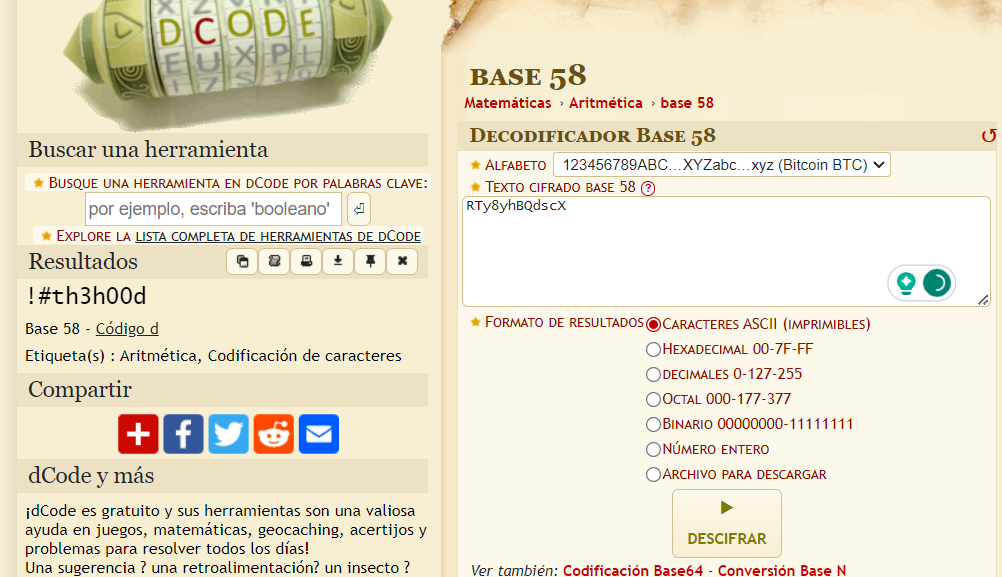 DCODE
EUXPL
Buscar una herramienta
Busque una herramienta en dCode por palabras clave:
por ejemplo, escriba 'booleano'
Explore la lista completa de herramientas de dCode
Resultados
!#th3h00d
Base 58 - Código d
Etiqueta(s) : Aritmética, Codificación de caracteres
Compartir
dCode y más
¡dCode es gratuito y sus herramientas son una valiosa
ayuda en juegos, matemáticas, geocaching, acertijos y
problemas para resolver todos los días!
Una sugerencia ? una retroalimentación? un insecto ?
BASE 58
Matemáticas › Aritmética › base 58
Decodificador Base 58
Alfabeto 123456789ABC...XYZabc...xyz (Bitcoin BTC)
Texto cifrado base 58 ?
RTy8yhBQdscX
Formato de resultados Caracteres ASCII (imprimibles)
Hexadecimal 00-7F-FF
decimales 0-127-255
Octal 000-177-377
Binario 00000000-11111111
Número entero
Archivo para descargar
DESCIFRAR
Ver también: Codificación Base64 - Conversión Base N